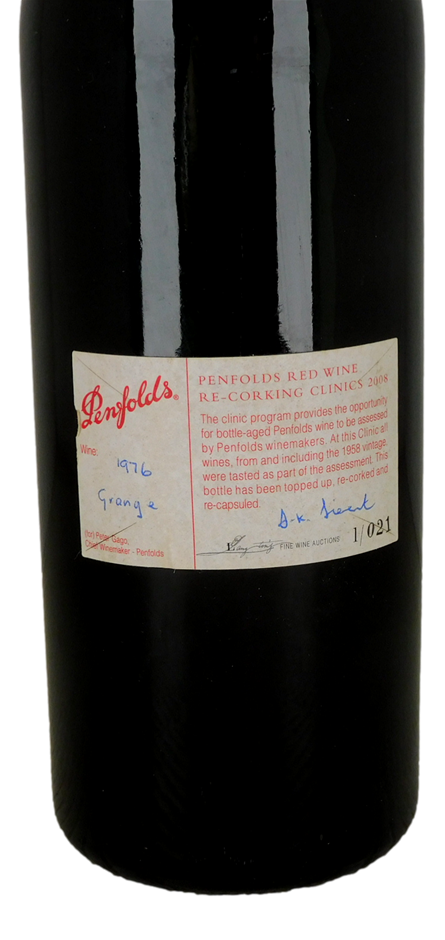 Penfolds®
Wine:
1976
Grange
(for) Peter Gago,
Chief Winemaker - Penfolds
PENFOLDS RED WINE
RE-CORKING CLINICS 2008
The clinic program provides the opportunity
for bottle-aged Penfolds wine to be assessed
by Penfolds winemakers. At this Clinic all
wines, from and including the 1958 vintage,
were tasted as part of the assessment. This
bottle has been topped up, re-corked and
re-capsuled.
FINE WINE AUCTIONS 1/021